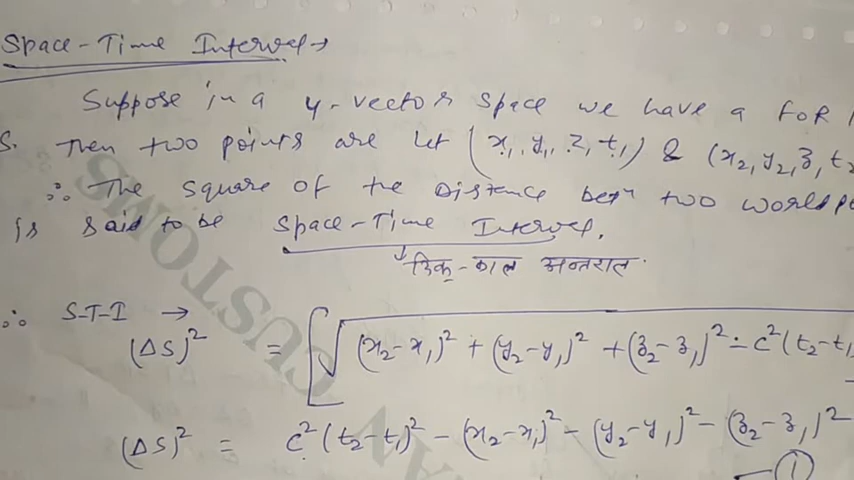 Space-Time Interval →
Suppose in a 4-vector space we have a FOR
S. Then two points are let (x₁, y₁, z, t₁) & (x₂, y₂, z, t₂
∴ The square of the Distance betⁿ two world
is said to be Space-Time Interval.
↓ दिक्-काल अन्तराल.
∴ S-T-I →
(ΔS)² = [√(x₂-x₁)² + (y₂-y₁)² + (z₂-z₁)² - c²(t₂-t₁
(ΔS)² = c²(t₂-t₁)² - (x₂-x₁)² - (y₂-y₁)² - (z₂-z₁)²
①
CUSTOMS